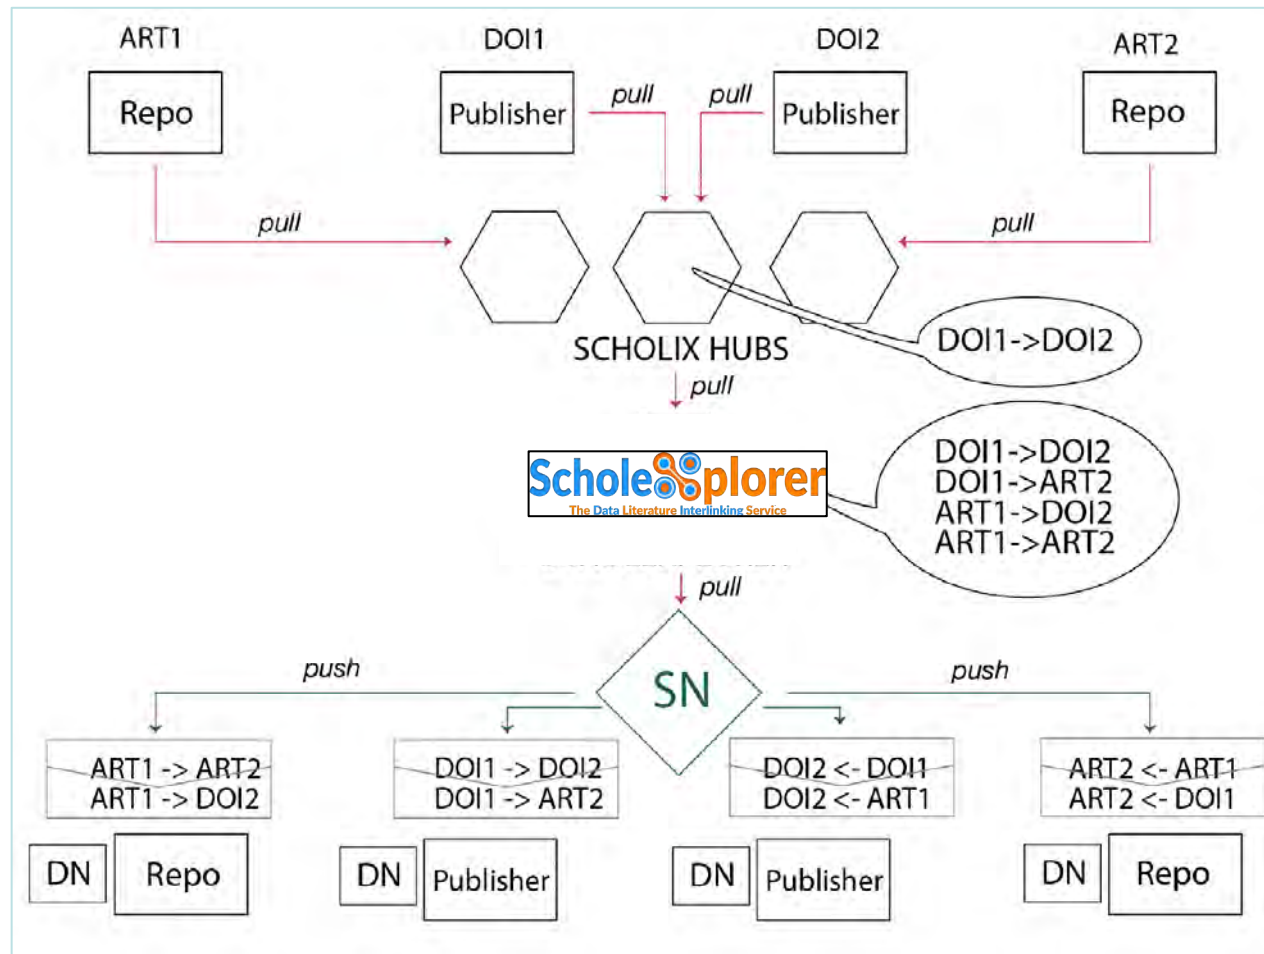 ART1
DOI1
DOI2
ART2
Repo
Publisher
pull
pull
Publisher
Repo
pull
pull
SCHOLIX HUBS
DOI1->DOI2
pull
ScholeXplorer
The Data Literature Interlinking Service
DOI1->DOI2
DOI1->ART2
ART1->DOI2
ART1->ART2
pull
SN
push
push
ART1 -> ART2
ART1 -> DOI2
DOI1 -> DOI2
DOI1 -> ART2
DOI2 <- DOI1
DOI2 <- ART1
ART2 <- ART1
ART2 <- DOI1
DN
Repo
DN
Publisher
DN
Publisher
DN
Repo